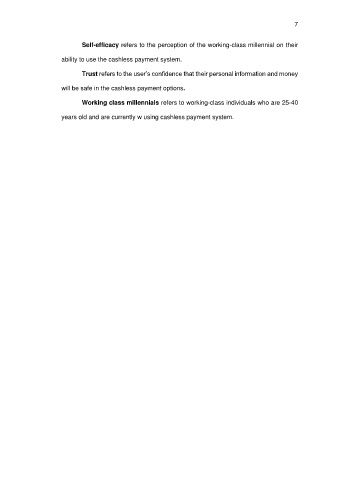 7
Self-efficacy refers to the perception of the working-class millennial on their
ability to use the cashless payment system.
Trust refers to the user's confidence that their personal information and money
will be safe in the cashless payment options.
Working class millennials refers to working-class individuals who are 25-40
years old and are currently w using cashless payment system.